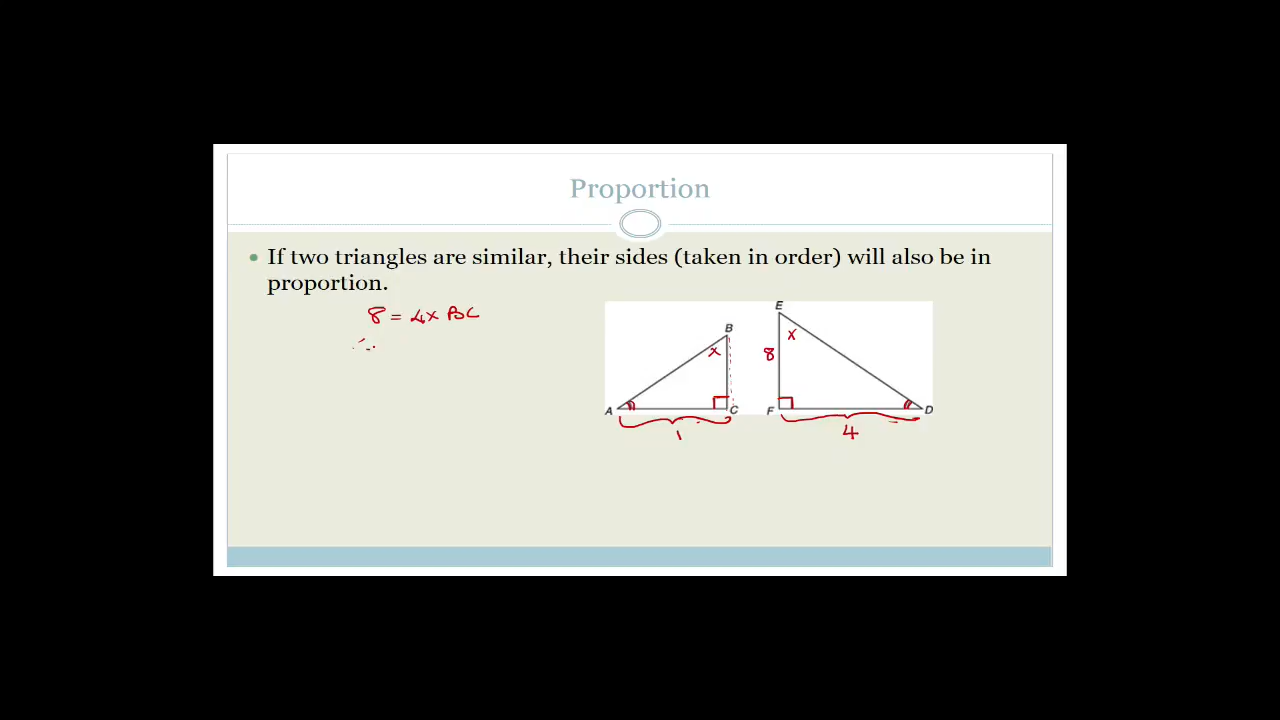 Proportion
If two triangles are similar, their sides (taken in order) will also be in
proportion.
8 = 4x BC
∴
E
B
x
x
8
A
C
F
D
1
4